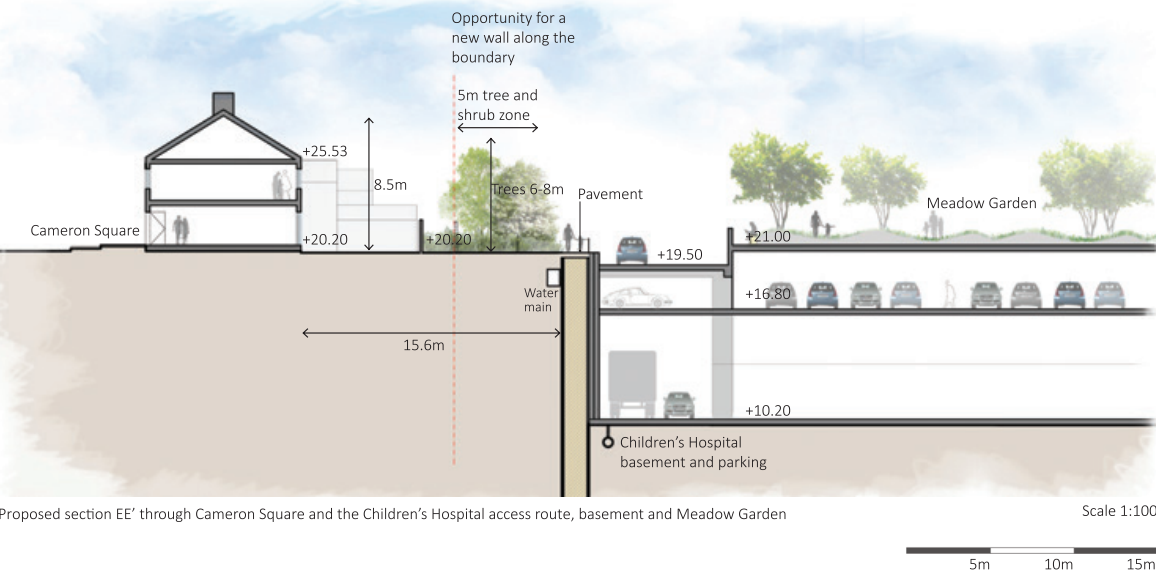 Opportunity for a
new wall along the
boundary
5m tree and
shrub zone
+25.53
8.5m
Trees 6-8m
Pavement
Meadow Garden
Cameron Square
+20.20
+20.20
+21.00
+19.50
Water
main
+16.80
15.6m
+10.20
Children's Hospital
basement and parking
Proposed section EE' through Cameron Square and the Children's Hospital access route, basement and Meadow Garden
Scale 1:100
5m
10m
15m